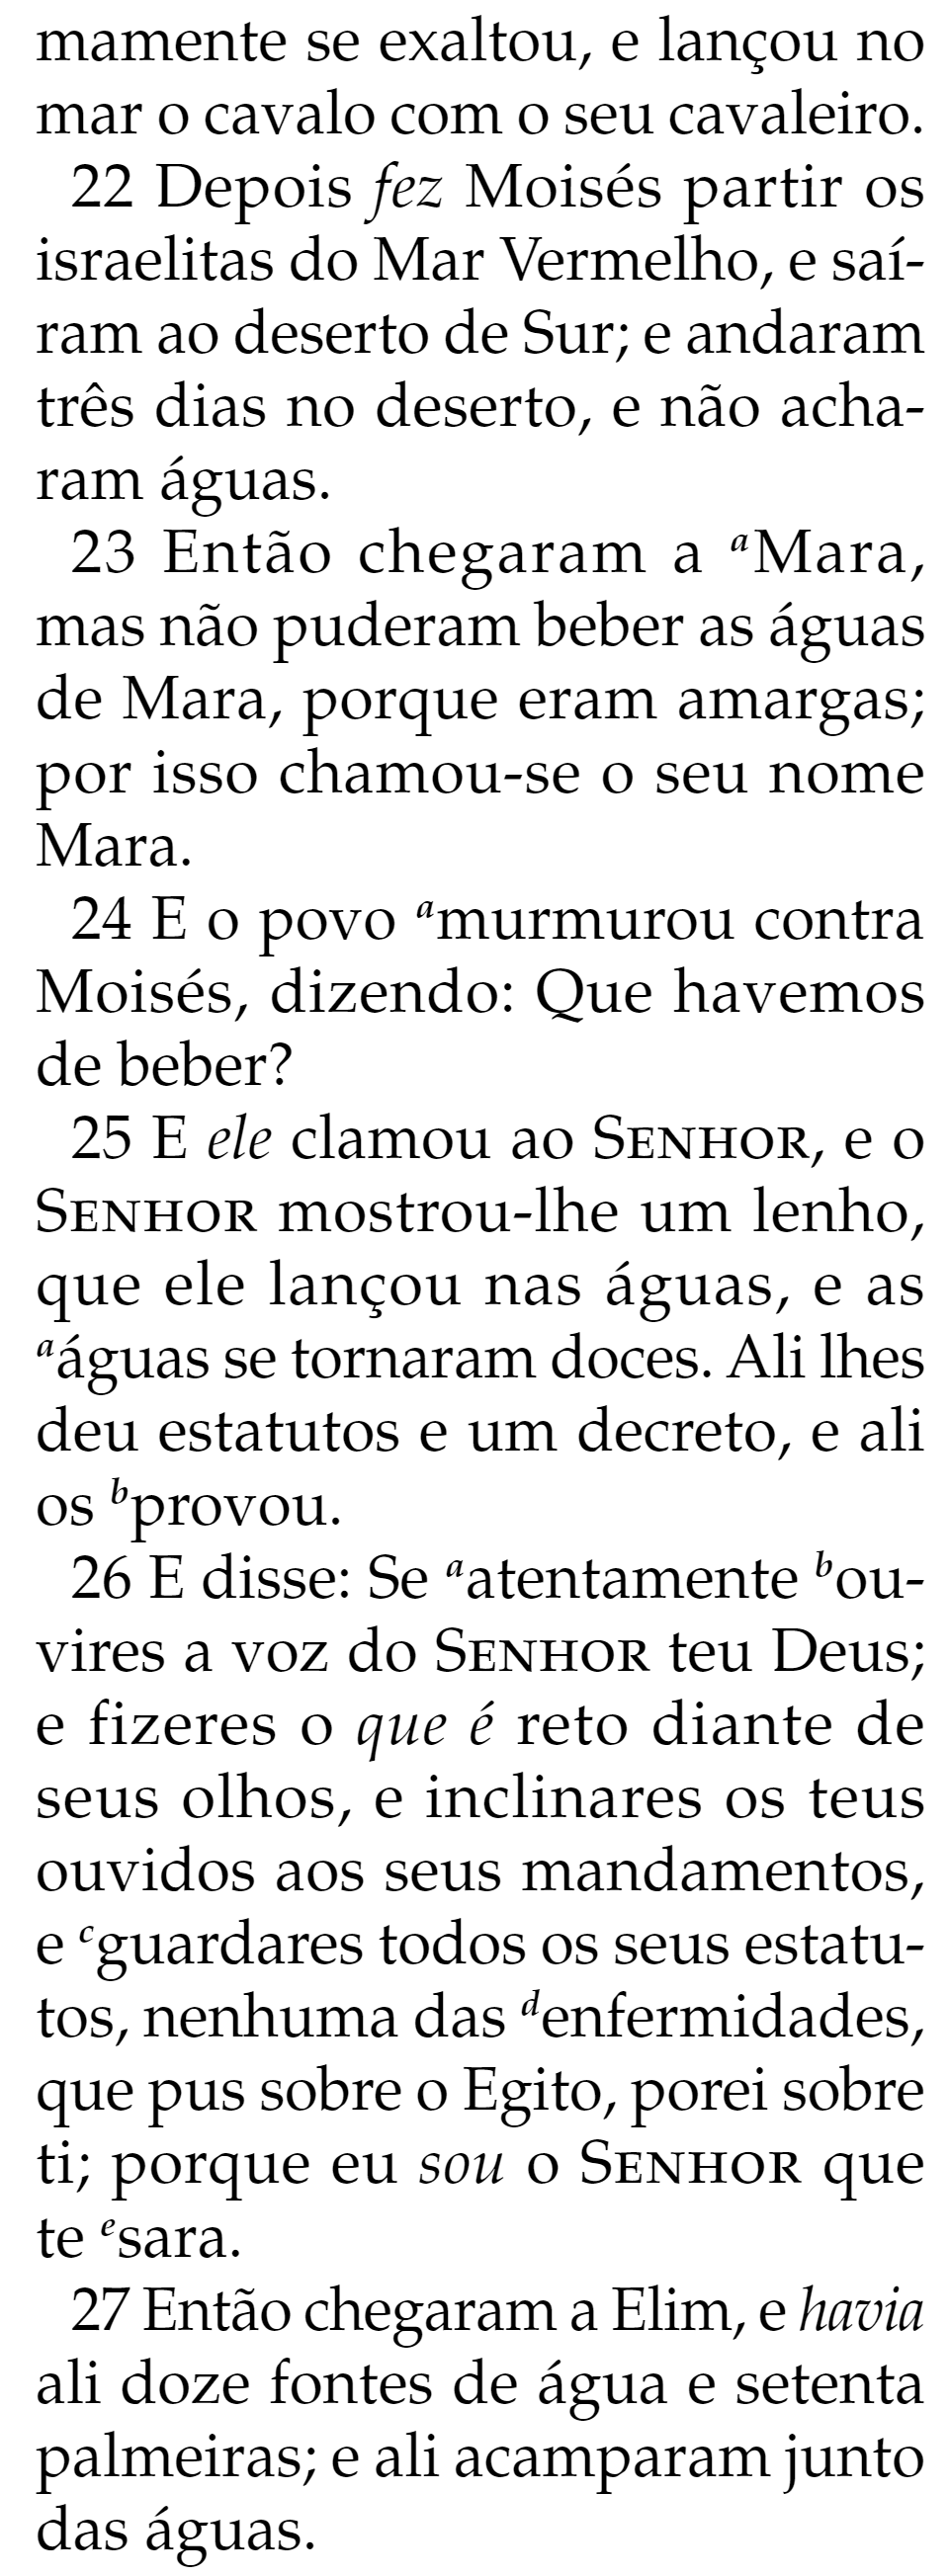 mamente se exaltou, e lançou no
mar o cavalo com o seu cavaleiro.
22 Depois fez Moisés partir os
israelitas do Mar Vermelho, e saí-
ram ao deserto de Sur; e andaram
três dias no deserto, e não acha-
ram águas.
23 Então chegaram a aMara,
mas não puderam beber as águas
de Mara, porque eram amargas;
por isso chamou-se o seu nome
Mara.
24 E o povo amurmurou contra
Moisés, dizendo: Que havemos
de beber?
25 E ele clamou ao SENHOR, e o
SENHOR mostrou-lhe um lenho,
que ele lançou nas águas, e as
aáguas se tornaram doces. Ali lhes
deu estatutos e um decreto, e ali
os bprovou.
26 E disse: Se aatentamente bou-
vires a voz do SENHOR teu Deus;
e fizeres o que é reto diante de
seus olhos, e inclinares os teus
ouvidos aos seus mandamentos,
e cguardares todos os seus estatu-
tos, nenhuma das denfermidades,
que pus sobre o Egito, porei sobre
ti; porque eu sou o SENHOR que
te esara.
27 Então chegaram a Elim, e havia
ali doze fontes de água e setenta
palmeiras; e ali acamparam junto
das águas.